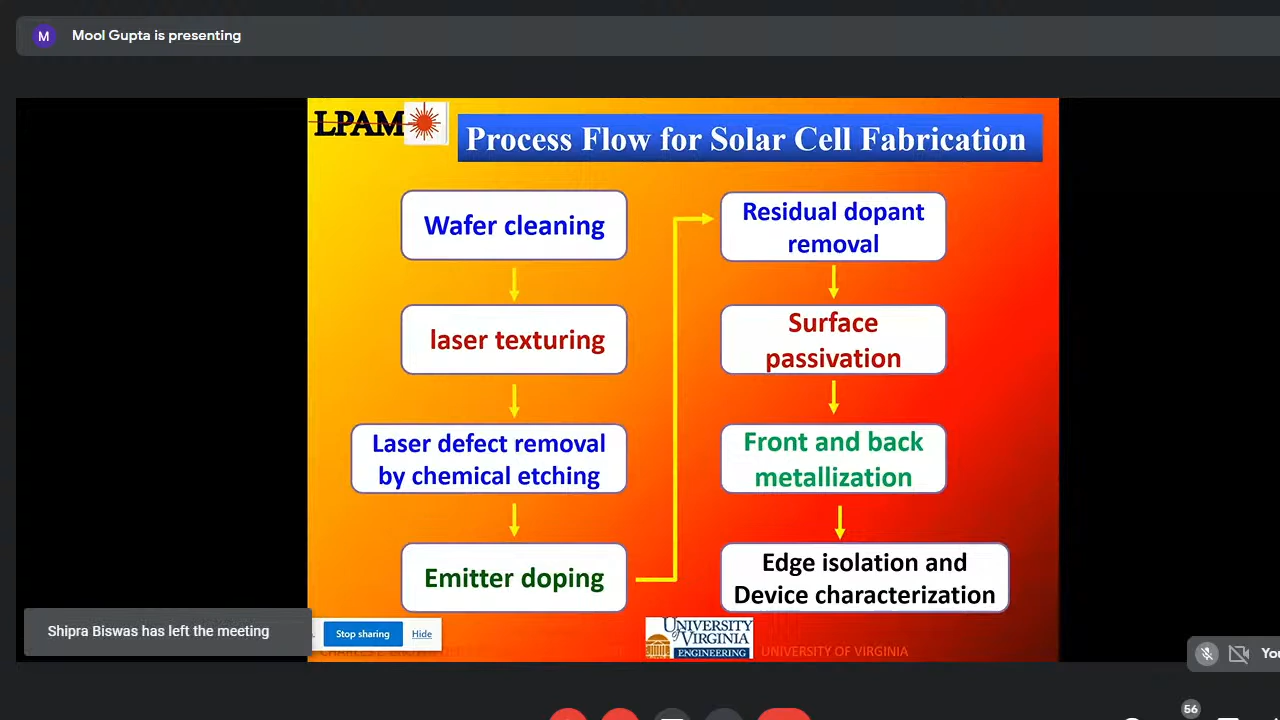 M
Mool Gupta is presenting
LPAM
Process Flow for Solar Cell Fabrication
Wafer cleaning
laser texturing
Laser defect removal
by chemical etching
Emitter doping
Residual dopant
removal
Surface
passivation
Front and back
metallization
Edge isolation and
Device characterization
Shipra Biswas has left the meeting
Stop sharing
Hide
UNIVERSITY
of VIRGINIA
ENGINEERING
UNIVERSITY OF VIRGINIA
56